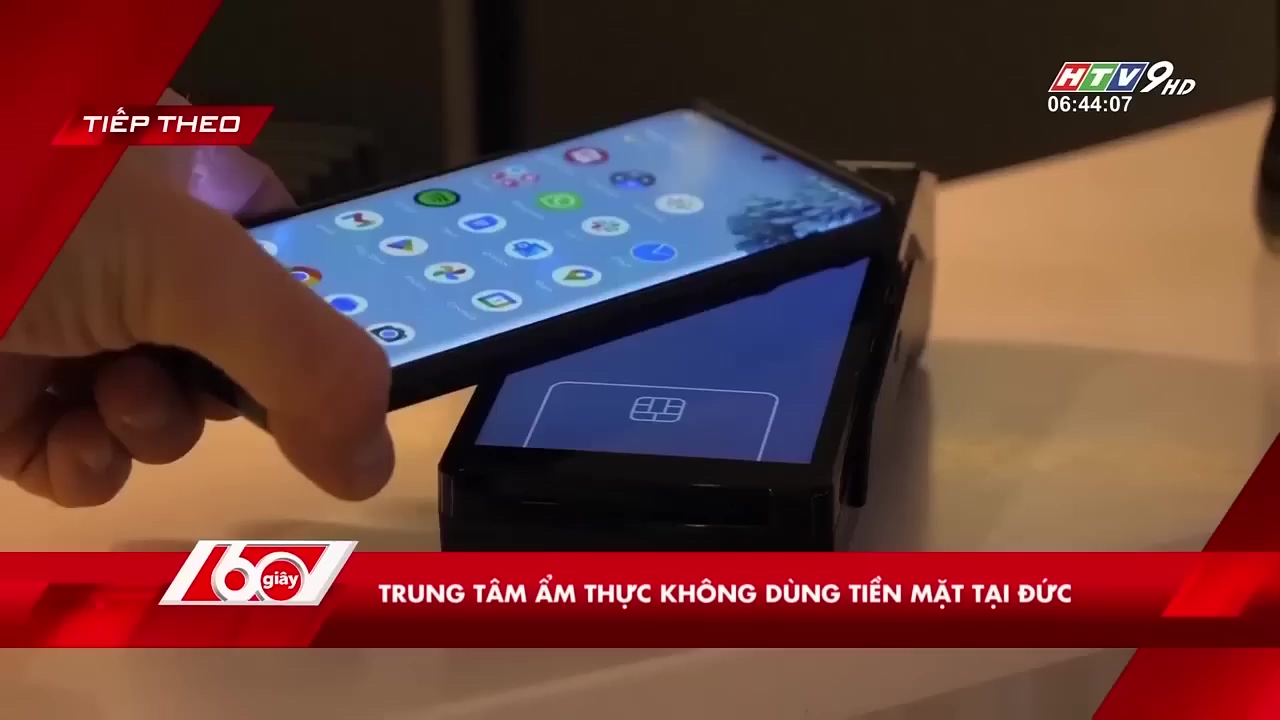 HTV9HD
06:44:07
TIẾP THEO
60 giây
TRUNG TÂM ẨM THỰC KHÔNG DÙNG TIỀN MẶT TẠI ĐỨC